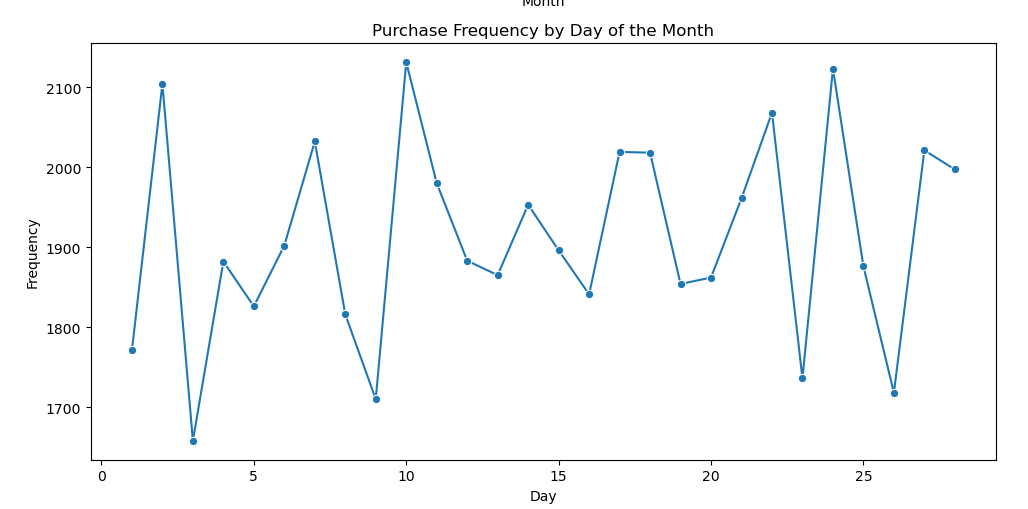 Month
Purchase Frequency by Day of the Month
2100
2000
1900
1800
1700
Frequency
0 5 10 15 20 25
Day